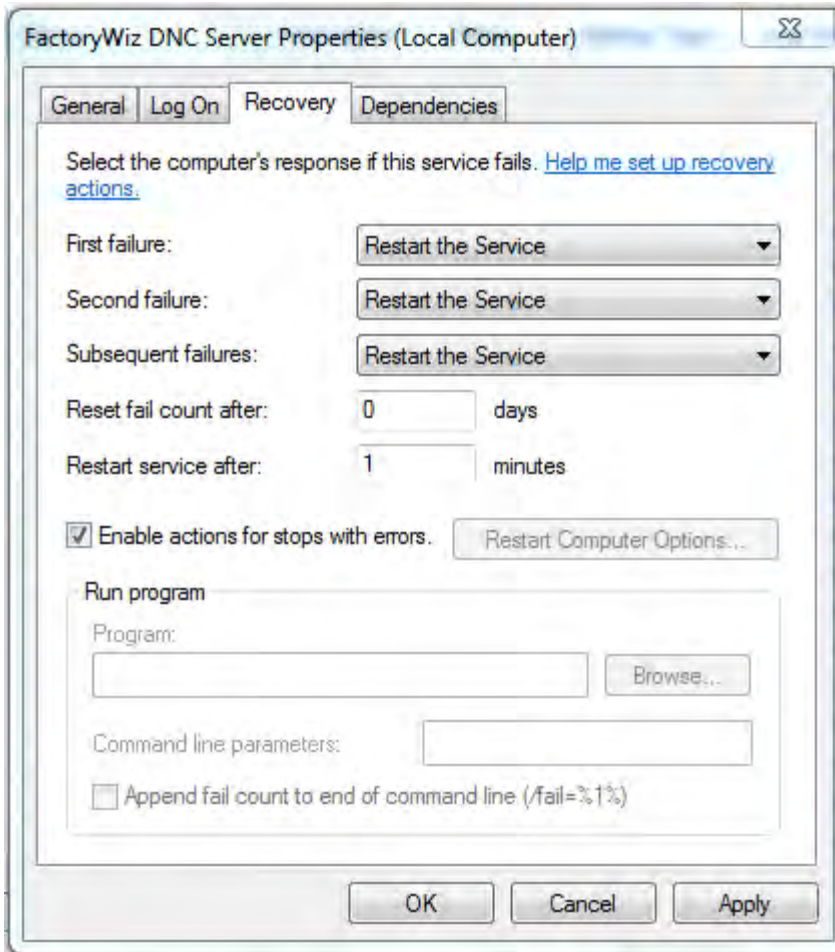 FactoryWiz DNC Server Properties (Local Computer)
General Log On Recovery Dependencies
Select the computer's response if this service fails. Help me set up recovery
actions.
First failure: Restart the Service
Second failure: Restart the Service
Subsequent failures: Restart the Service
Reset fail count after: 0 days
Restart service after: 1 minutes
Enable actions for stops with errors. Restart Computer Options...
Run program
Program:
Browse...
Command line parameters:
Append fail count to end of command line (/fail=%1%)
OK Cancel Apply